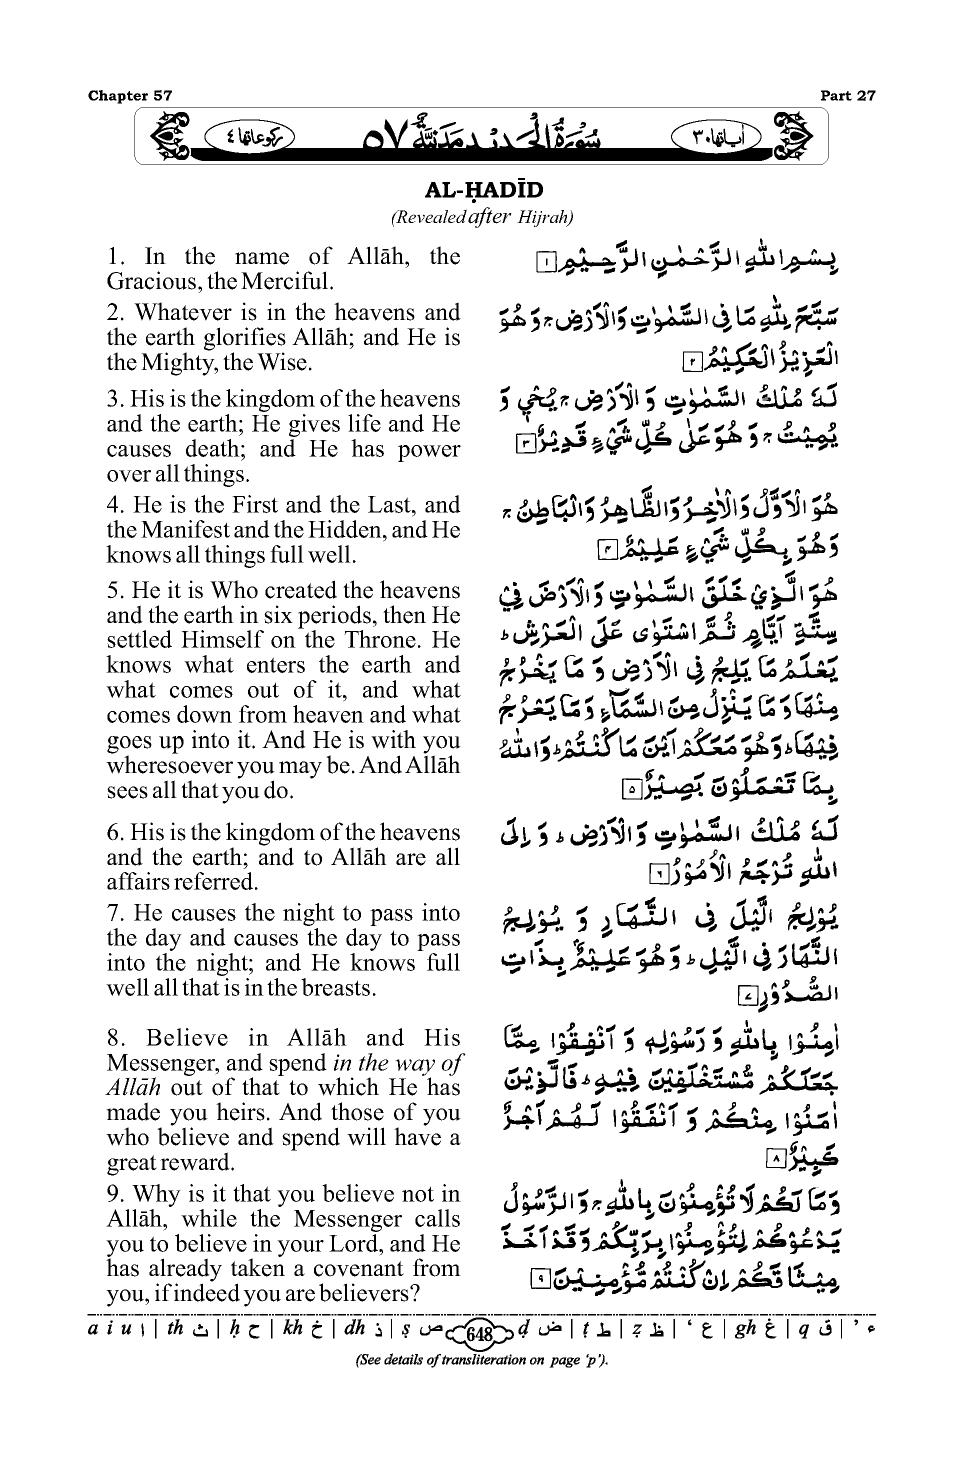 Chapter 57
Part 27
رکوعاتها ٤
سُوْرَةُ الْحَدِيْدِ مَدَنِيَّةٌ ٥٧
اٰياتها ٣٠
AL-ḤADĪD
(Revealed after Hijrah)
1. In the name of Allāh, the
Gracious, the Merciful.
2. Whatever is in the heavens and
the earth glorifies Allāh; and He is
the Mighty, the Wise.
3. His is the kingdom of the heavens
and the earth; He gives life and He
causes death; and He has power
over all things.
4. He is the First and the Last, and
the Manifest and the Hidden, and He
knows all things full well.
5. He it is Who created the heavens
and the earth in six periods, then He
settled Himself on the Throne. He
knows what enters the earth and
what comes out of it, and what
comes down from heaven and what
goes up into it. And He is with you
wheresoever you may be. And Allāh
sees all that you do.
6. His is the kingdom of the heavens
and the earth; and to Allāh are all
affairs referred.
7. He causes the night to pass into
the day and causes the day to pass
into the night; and He knows full
well all that is in the breasts.
8. Believe in Allāh and His
Messenger, and spend in the way of
Allāh out of that to which He has
made you heirs. And those of you
who believe and spend will have a
great reward.
9. Why is it that you believe not in
Allāh, while the Messenger calls
you to believe in your Lord, and He
has already taken a covenant from
you, if indeed you are believers?
بِسْمِ اللّٰهِ الرَّحْمٰنِ الرَّحِيْمِ ١
سَبَّحَ لِلّٰهِ مَا فِى السَّمٰوٰتِ وَالْاَرْضِ ۚ وَهُوَ
الْعَزِيْزُ الْحَكِيْمُ ٢
لَهٗ مُلْكُ السَّمٰوٰتِ وَ الْاَرْضِ ۚ يُحْيٖ وَ
يُمِيْتُ ۚ وَ هُوَ عَلٰى كُلِّ شَيْءٍ قَدِيْرٌ ٣
هُوَ الْاَوَّلُ وَالْاٰخِرُ وَالظَّاهِرُ وَالْبَاطِنُ ۚ
وَهُوَ بِكُلِّ شَيْءٍ عَلِيْمٌ ٤
هُوَ الَّذِيْ خَلَقَ السَّمٰوٰتِ وَالْاَرْضَ فِيْ
سِتَّةِ اَيَّامٍ ثُمَّ اسْتَوٰى عَلَى الْعَرْشِ ؕ
يَعْلَمُ مَا يَلِجُ فِى الْاَرْضِ وَ مَا يَخْرُجُ
مِنْهَا وَ مَا يَنْزِلُ مِنَ السَّمَآءِ وَ مَا يَعْرُجُ
فِيْهَا ؕ وَهُوَ مَعَكُمْ اَيْنَ مَا كُنْتُمْ ؕ وَاللّٰهُ
بِمَا تَعْمَلُوْنَ بَصِيْرٌ ٥
لَهٗ مُلْكُ السَّمٰوٰتِ وَالْاَرْضِ ؕ وَ اِلَى
اللّٰهِ تُرْجَعُ الْاُمُوْرُ ٦
يُوْلِجُ الَّيْلَ فِى النَّهَارِ وَ يُوْلِجُ
النَّهَارَ فِى الَّيْلِ ؕ وَ هُوَ عَلِيْمٌۢ بِذَاتِ
الصُّدُوْرِ ٧
اٰمِنُوْا بِاللّٰهِ وَ رَسُوْلِهٖ وَ اَنْفِقُوْا مِمَّا
جَعَلَكُمْ مُّسْتَخْلَفِيْنَ فِيْهِ ؕ فَالَّذِيْنَ
اٰمَنُوْا مِنْكُمْ وَ اَنْفَقُوْا لَهُمْ اَجْرٌ
كَبِيْرٌ ٨
وَمَا لَكُمْ لَا تُؤْمِنُوْنَ بِاللّٰهِ ۚ وَالرَّسُوْلُ
يَدْعُوْكُمْ لِتُؤْمِنُوْا بِرَبِّكُمْ وَقَدْ اَخَذَ
مِيْثَاقَكُمْ اِنْ كُنْتُمْ مُّؤْمِنِيْنَ ٩
a i u ا | th ث | ḥ ح | kh خ | dh ذ | ṣ ص 648 ḍ ض | ṭ ط | ẓ ظ | ‘ ع | gh غ | q ق | ’ ء
(See details of transliteration on page ‘p’).